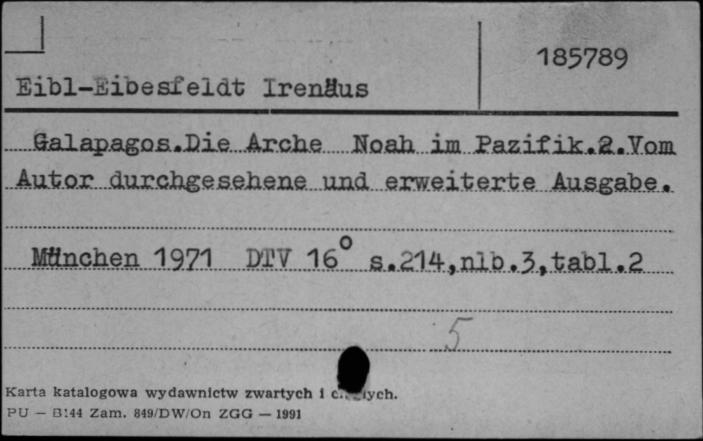 185789
Eibl-Eibesfeldt Irenäus
Galapagos.Die Arche Noah im Pazifik.2.Vom
Autor durchgesehene und erweiterte Ausgabe.
München 1971 DTV 16° s.214,nlb.3,tabl.2
5
Karta katalogowa wydawnictw zwartych i
PU — B144 Zam. 849/DW/On ZGG — 1991